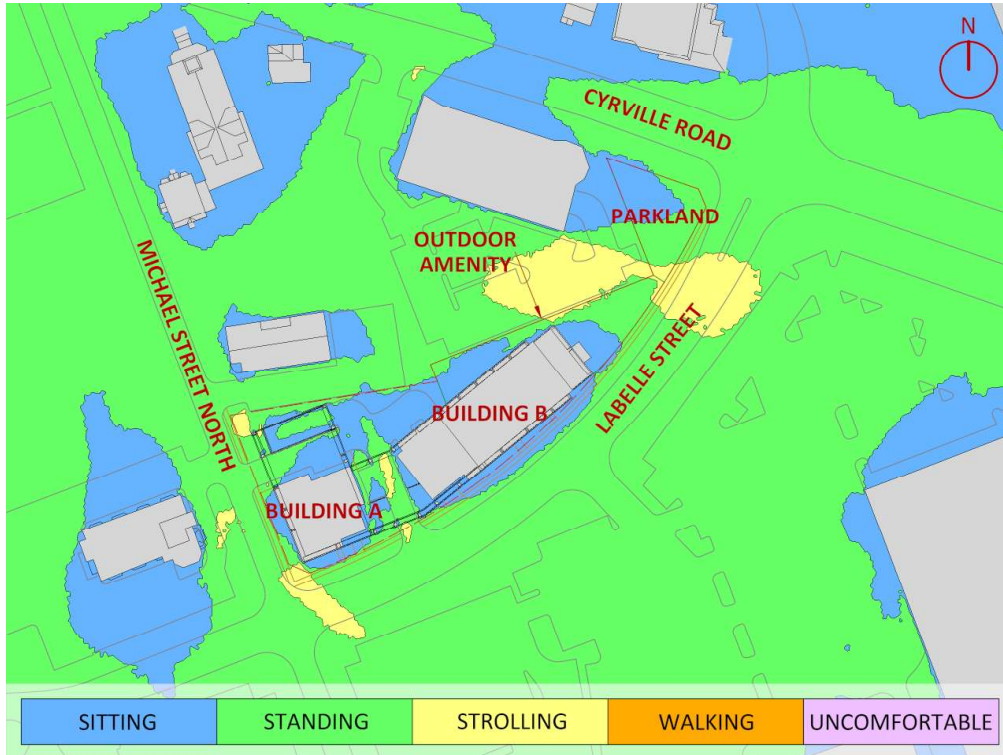 N
CYRVILLE ROAD
PARKLAND
OUTDOOR
AMENITY
MICHAEL STREET NORTH
LABELLE STREET
BUILDING B
BUILDING A
SITTING
STANDING
STROLLING
WALKING
UNCOMFORTABLE